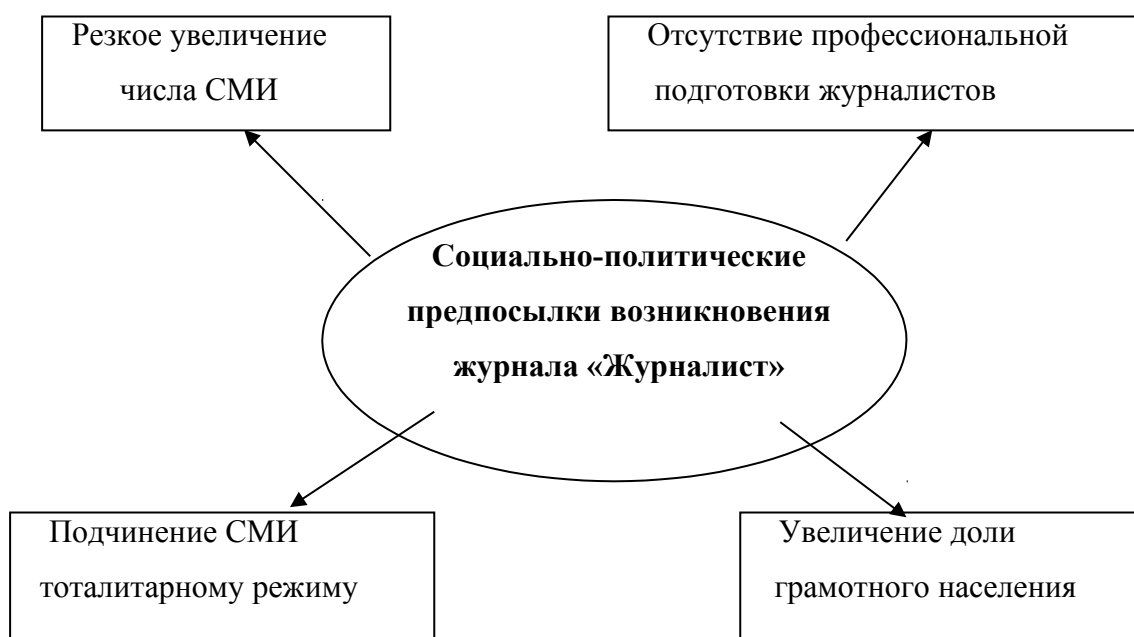 Резкое увеличение
числа СМИ
Отсутствие профессиональной
подготовки журналистов
Социально-политические
предпосылки возникновения
журнала «Журналист»
Подчинение СМИ
тоталитарному режиму
Увеличение доли
грамотного населения